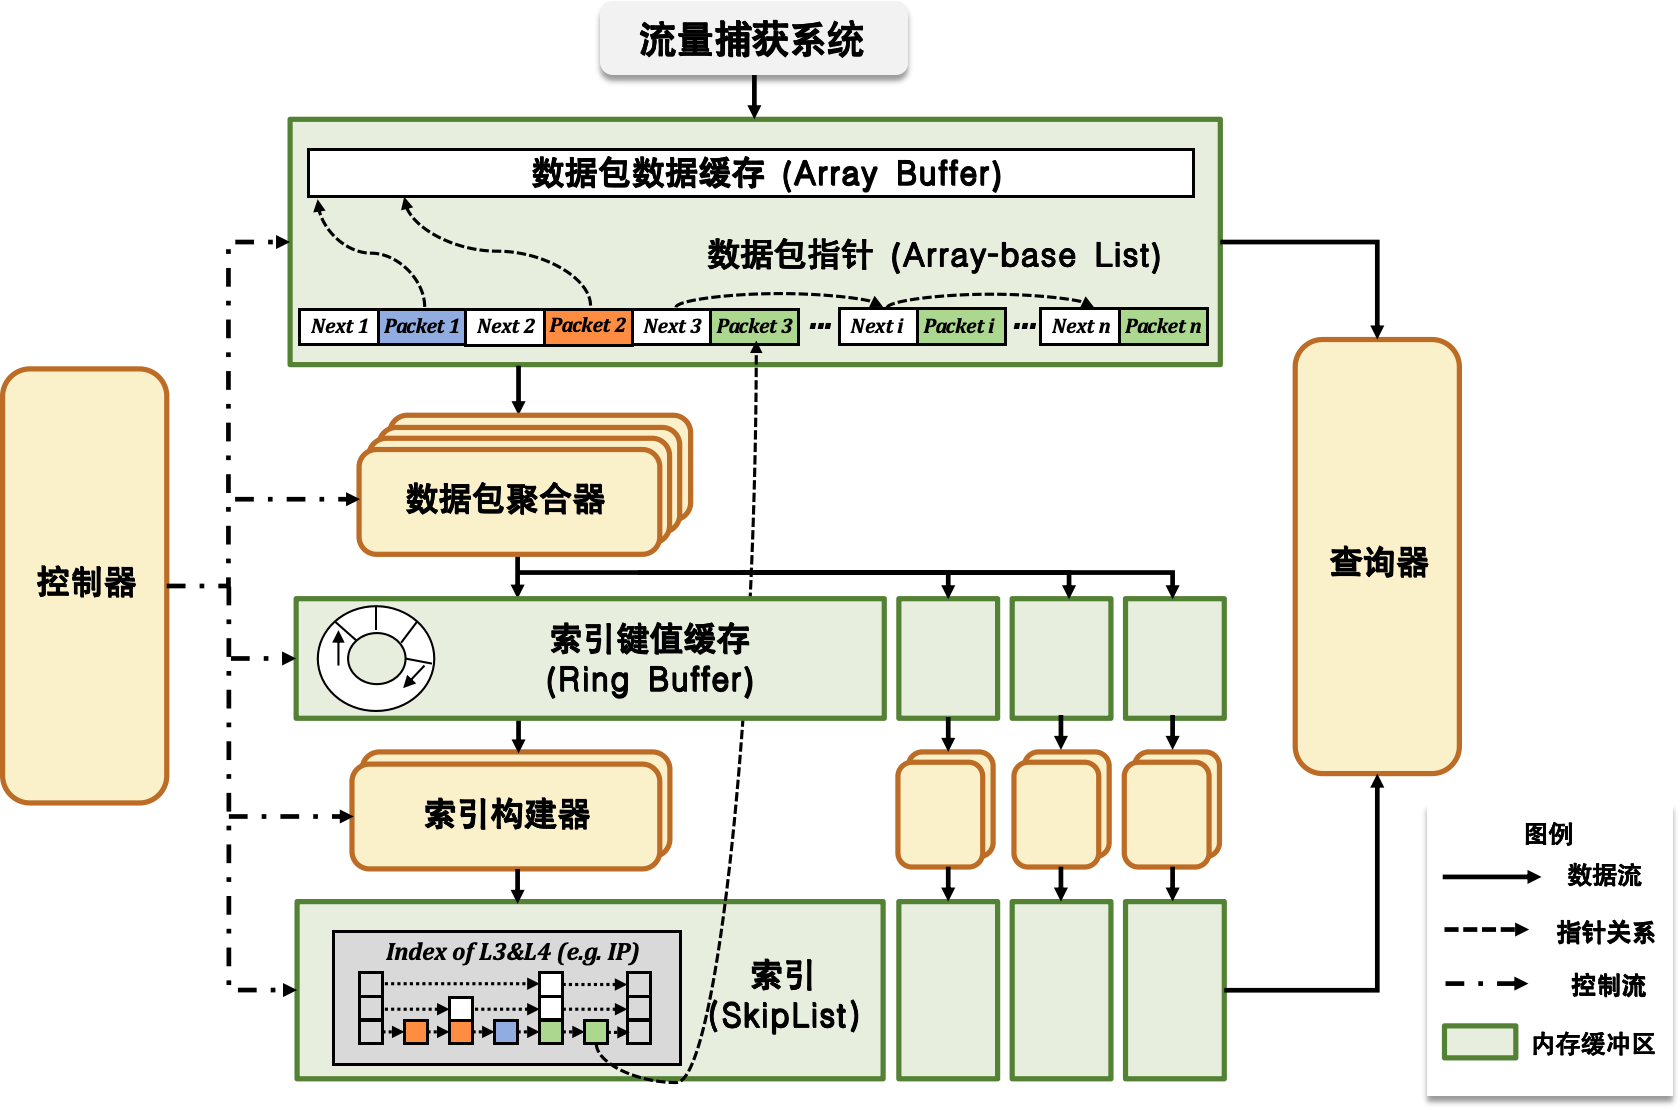 流量捕获系统
数据包数据缓存 (Array Buffer)
数据包指针 (Array-base List)
Next 1 Packet 1 Next 2 Packet 2 Next 3 Packet 3 ··· Next i Packet i ··· Next n Packet n
数据包聚合器
控制器
查询器
索引键值缓存
(Ring Buffer)
索引构建器
Index of L3&L4 (e.g. IP)
索引
(SkipList)
图例
数据流
指针关系
控制流
内存缓冲区